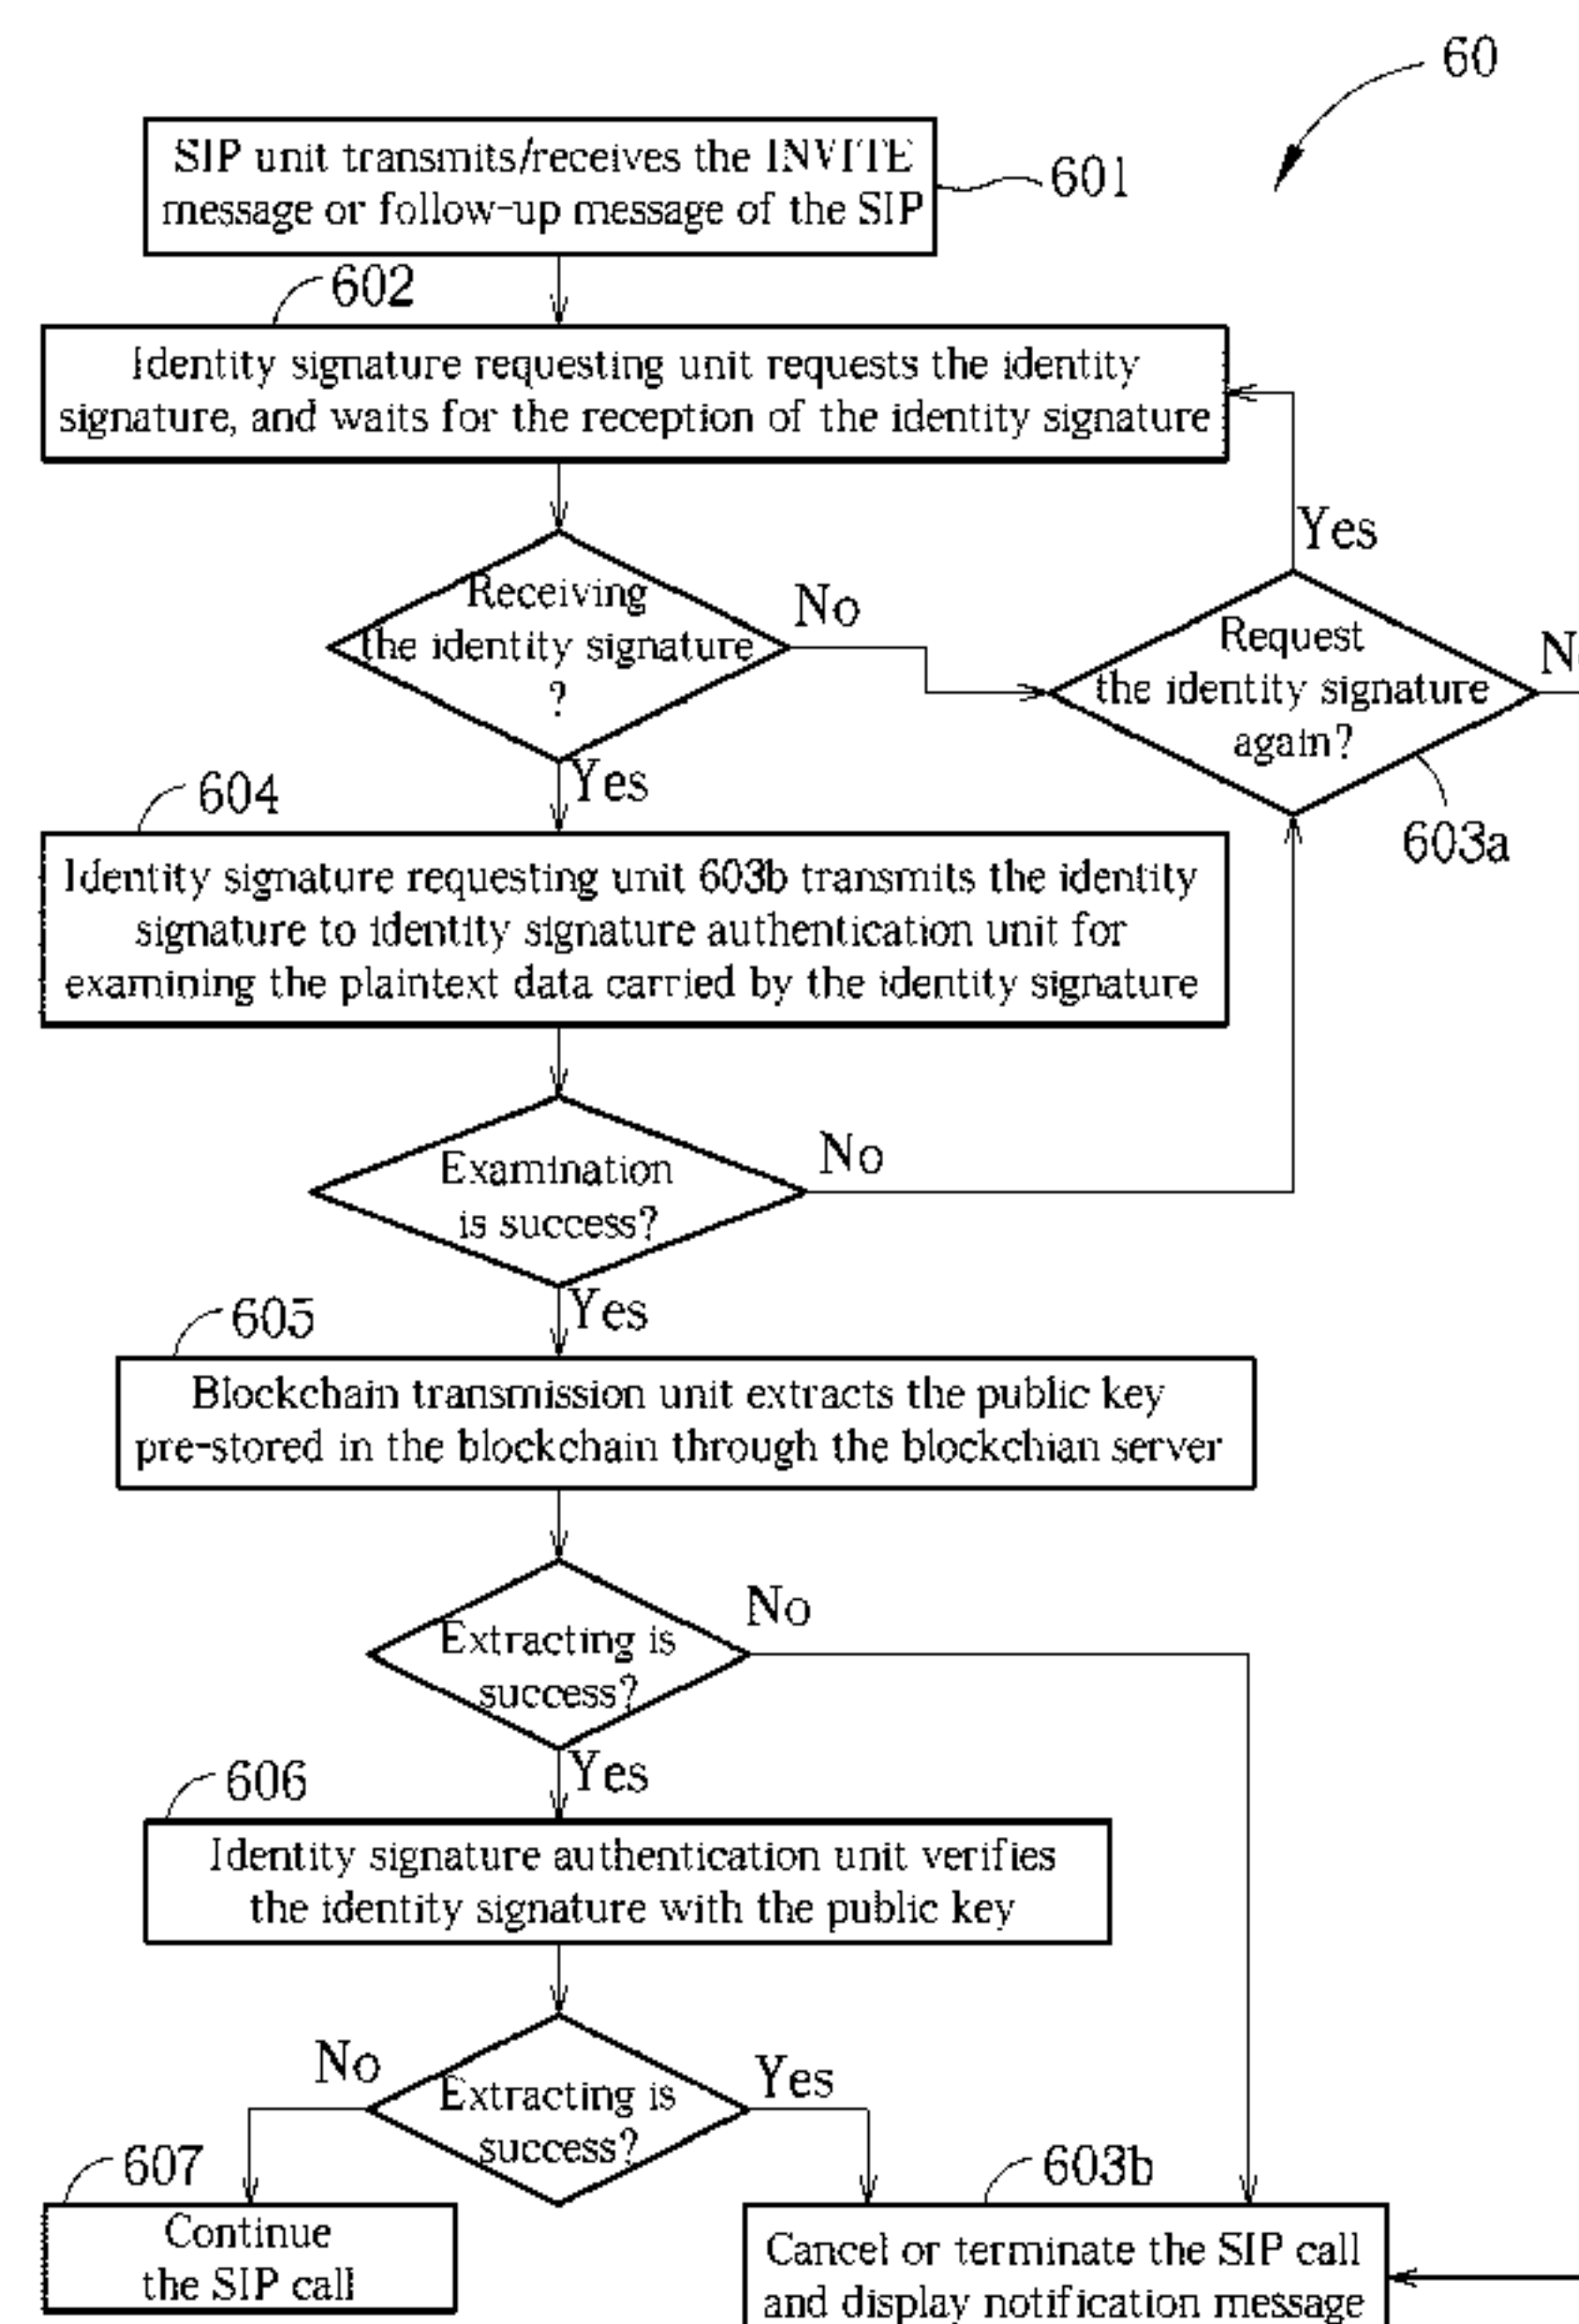 60
SIP unit transmits/receives the INVITE
message or follow-up message of the SIP
601
602
Identity signature requesting unit requests the identity
signature, and waits for the reception of the identity signature
Yes
Receiving
the identity signature
?
No
Request
the identity signature
again?
603a
Yes
604
Identity signature requesting unit 603b transmits the identity
signature to identity signature authentication unit for
examining the plaintext data carried by the identity signature
Examination
is success?
No
Yes
605
Blockchain transmission unit extracts the public key
pre-stored in the blockchain through the blockchian server
Extracting is
success?
No
Yes
606
Identity signature authentication unit verifies
the identity signature with the public key
No
Extracting is
success?
Yes
607
Continue
the SIP call
603b
Cancel or terminate the SIP call
and display notification message